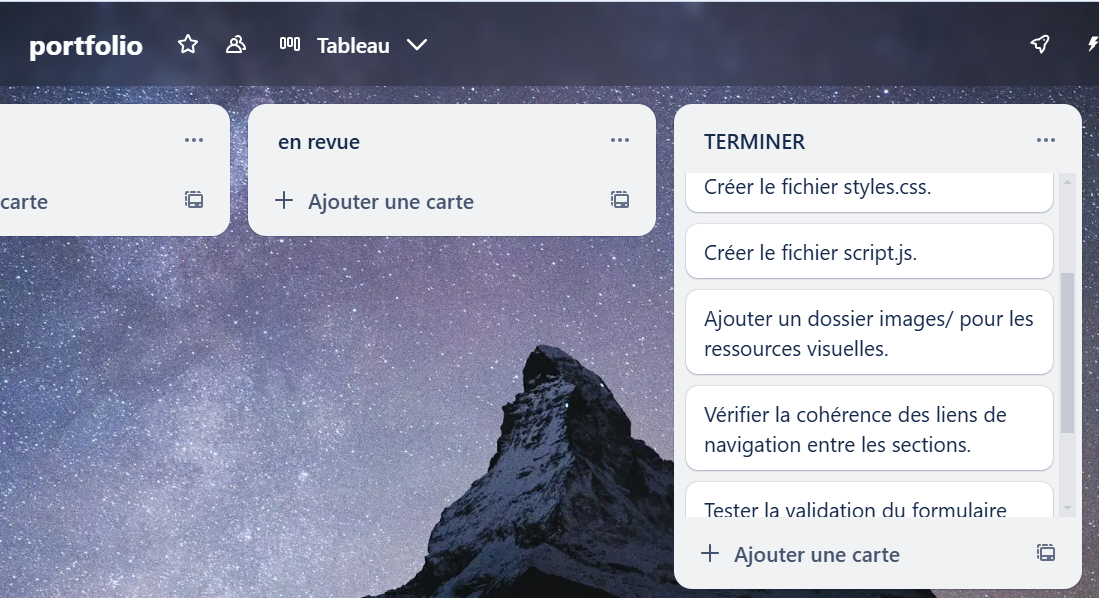 portfolio
Tableau
carte
en revue
Ajouter une carte
TERMINER
Créer le fichier styles.css.
Créer le fichier script.js.
Ajouter un dossier images/ pour les
ressources visuelles.
Vérifier la cohérence des liens de
navigation entre les sections.
Tester la validation du formulaire
Ajouter une carte